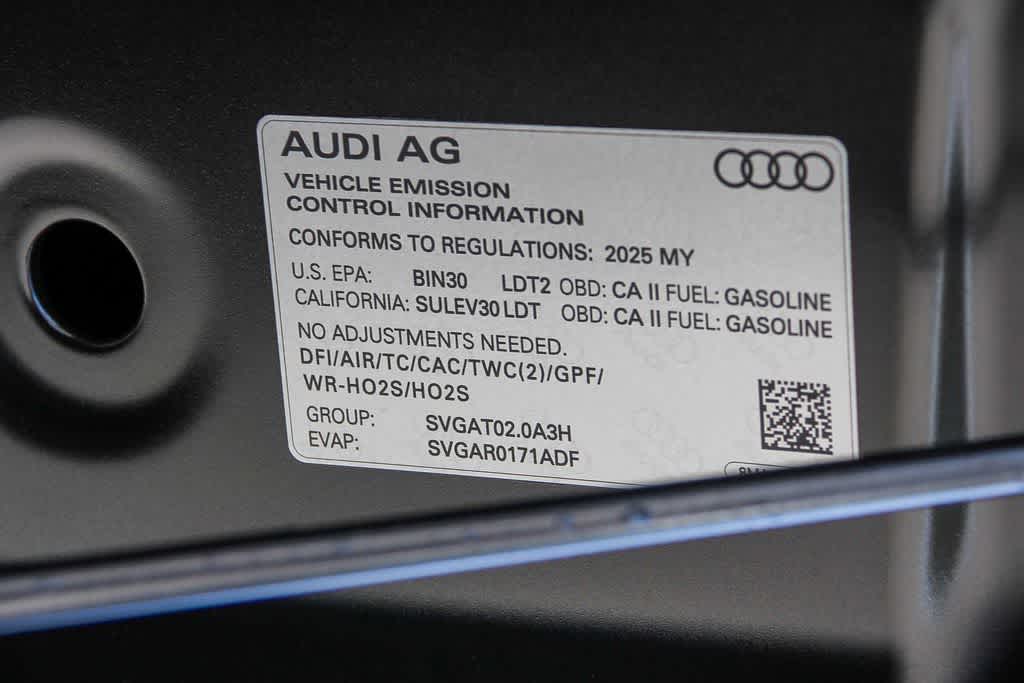 AUDI AG
VEHICLE EMISSION
CONTROL INFORMATION
CONFORMS TO REGULATIONS: 2025 MY
U.S. EPA: BIN30 LDT2 OBD: CA II FUEL: GASOLINE
CALIFORNIA: SULEV30 LDT OBD: CA II FUEL: GASOLINE
NO ADJUSTMENTS NEEDED.
DFI/AIR/TC/CAC/TWC(2)/GPF/
WR-HO2S/HO2S
GROUP: SVGAT02.0A3H
EVAP: SVGAR0171ADF